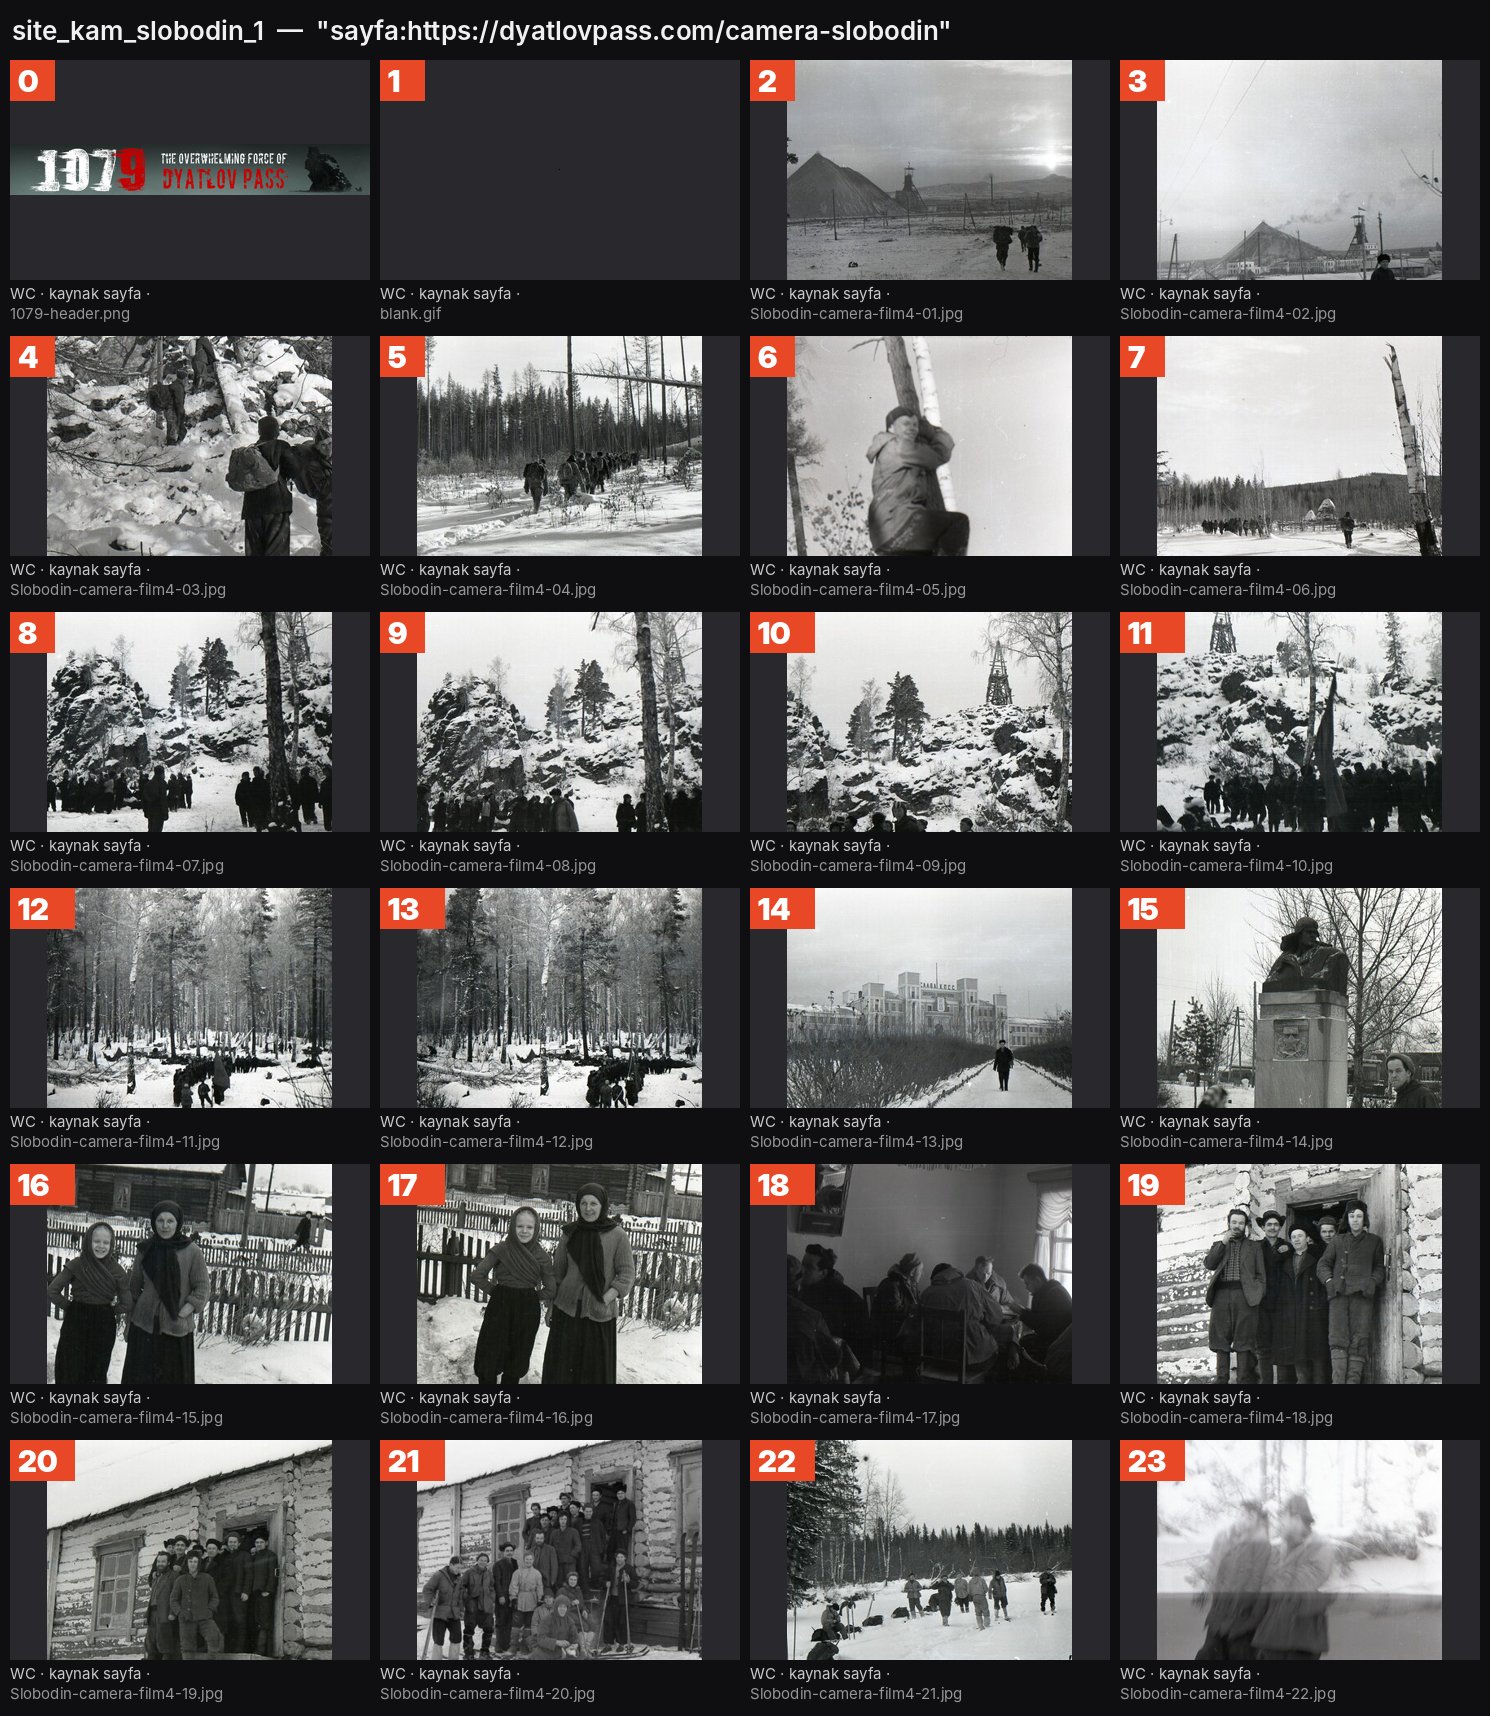 site_kam_slobodin_1 — "sayfa:https://dyatlovpass.com/camera-slobodin"
0
1079 THE OVERWHELMING FORCE OF
DYATLOV PASS
WC · kaynak sayfa ·
1079-header.png
1
WC · kaynak sayfa ·
blank.gif
2
WC · kaynak sayfa ·
Slobodin-camera-film4-01.jpg
3
WC · kaynak sayfa ·
Slobodin-camera-film4-02.jpg
4
WC · kaynak sayfa ·
Slobodin-camera-film4-03.jpg
5
WC · kaynak sayfa ·
Slobodin-camera-film4-04.jpg
6
WC · kaynak sayfa ·
Slobodin-camera-film4-05.jpg
7
WC · kaynak sayfa ·
Slobodin-camera-film4-06.jpg
8
WC · kaynak sayfa ·
Slobodin-camera-film4-07.jpg
9
WC · kaynak sayfa ·
Slobodin-camera-film4-08.jpg
10
WC · kaynak sayfa ·
Slobodin-camera-film4-09.jpg
11
WC · kaynak sayfa ·
Slobodin-camera-film4-10.jpg
12
WC · kaynak sayfa ·
Slobodin-camera-film4-11.jpg
13
WC · kaynak sayfa ·
Slobodin-camera-film4-12.jpg
14
СЛАВА КПСС
WC · kaynak sayfa ·
Slobodin-camera-film4-13.jpg
15
WC · kaynak sayfa ·
Slobodin-camera-film4-14.jpg
16
WC · kaynak sayfa ·
Slobodin-camera-film4-15.jpg
17
WC · kaynak sayfa ·
Slobodin-camera-film4-16.jpg
18
WC · kaynak sayfa ·
Slobodin-camera-film4-17.jpg
19
WC · kaynak sayfa ·
Slobodin-camera-film4-18.jpg
20
WC · kaynak sayfa ·
Slobodin-camera-film4-19.jpg
21
WC · kaynak sayfa ·
Slobodin-camera-film4-20.jpg
22
WC · kaynak sayfa ·
Slobodin-camera-film4-21.jpg
23
WC · kaynak sayfa ·
Slobodin-camera-film4-22.jpg